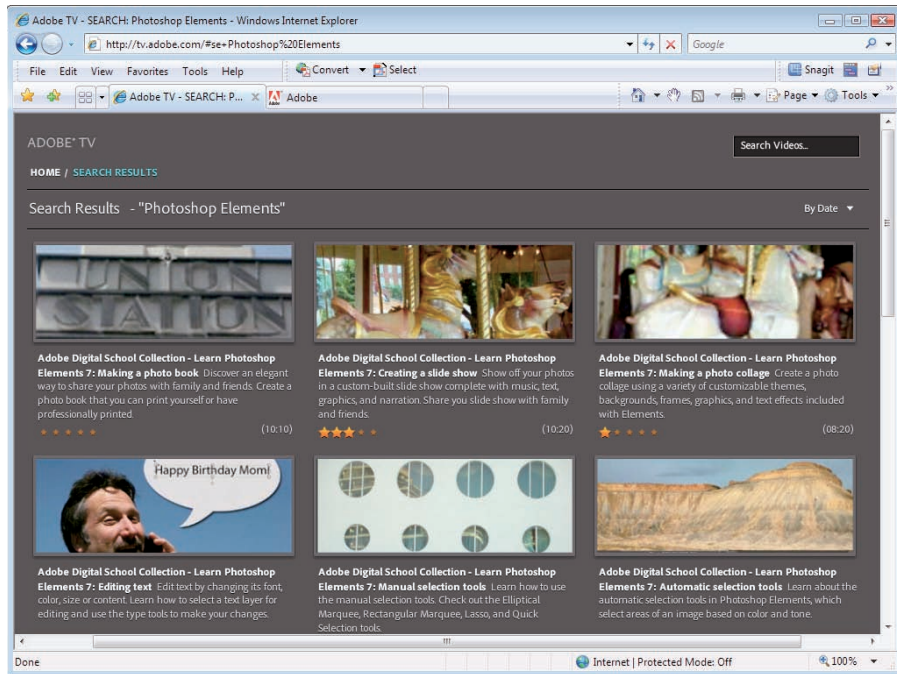 Adobe TV - SEARCH: Photoshop Elements - Windows Internet Explorer
http://tv.adobe.com/#se+Photoshop%20Elements
Google
File Edit View Favorites Tools Help
Convert Select
Snagit
Adobe TV - SEARCH: P...
Adobe
Page Tools
ADOBE® TV
Search Videos...
HOME / SEARCH RESULTS
Search Results - "Photoshop Elements"
By Date
UNION
STATION
Adobe Digital School Collection - Learn Photoshop
Elements 7: Making a photo book Discover an elegant
way to share your photos with family and friends. Create a
photo book that you can print yourself or have
professionally printed.
(10:10)
Adobe Digital School Collection - Learn Photoshop
Elements 7: Creating a slide show Show off your photos
in a custom-built slide show complete with music, text,
graphics, and narration. Share you slide show with family
and friends.
(10:20)
Adobe Digital School Collection - Learn Photoshop
Elements 7: Making a photo collage Create a photo
collage using a variety of customizable themes,
backgrounds, frames, graphics, and text effects included
with Elements.
(08:20)
Happy Birthday Mom!
Adobe Digital School Collection - Learn Photoshop
Elements 7: Editing text Edit text by changing its font,
color, size or content. Learn how to select a text layer for
editing and use the type tools to make your changes.
Adobe Digital School Collection - Learn Photoshop
Elements 7: Manual selection tools Learn how to use
the manual selection tools. Check out the Elliptical
Marquee, Rectangular Marquee, Lasso, and Quick
Selection tools.
Adobe Digital School Collection - Learn Photoshop
Elements 7: Automatic selection tools Learn about the
automatic selection tools in Photoshop Elements, which
select areas of an image based on color and tone.
Done
Internet | Protected Mode: Off
100%